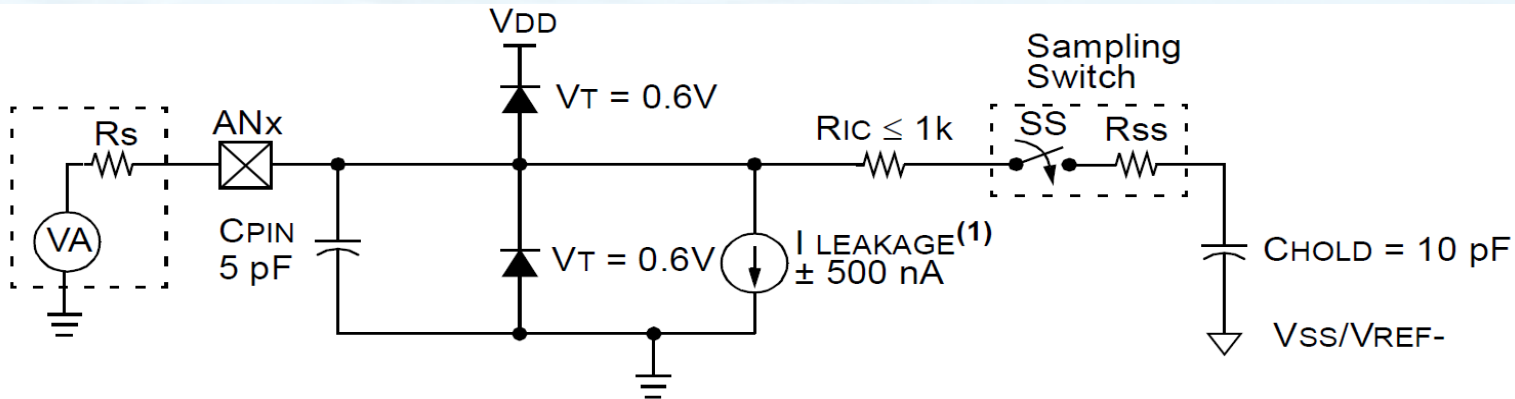 VDD
Sampling
Switch
VT = 0.6V
Rs
ANx
RIC ≤ 1k
SS
Rss
VA
CPIN
5 pF
VT = 0.6V
I LEAKAGE(1)
± 500 nA
CHOLD = 10 pF
VSS/VREF-